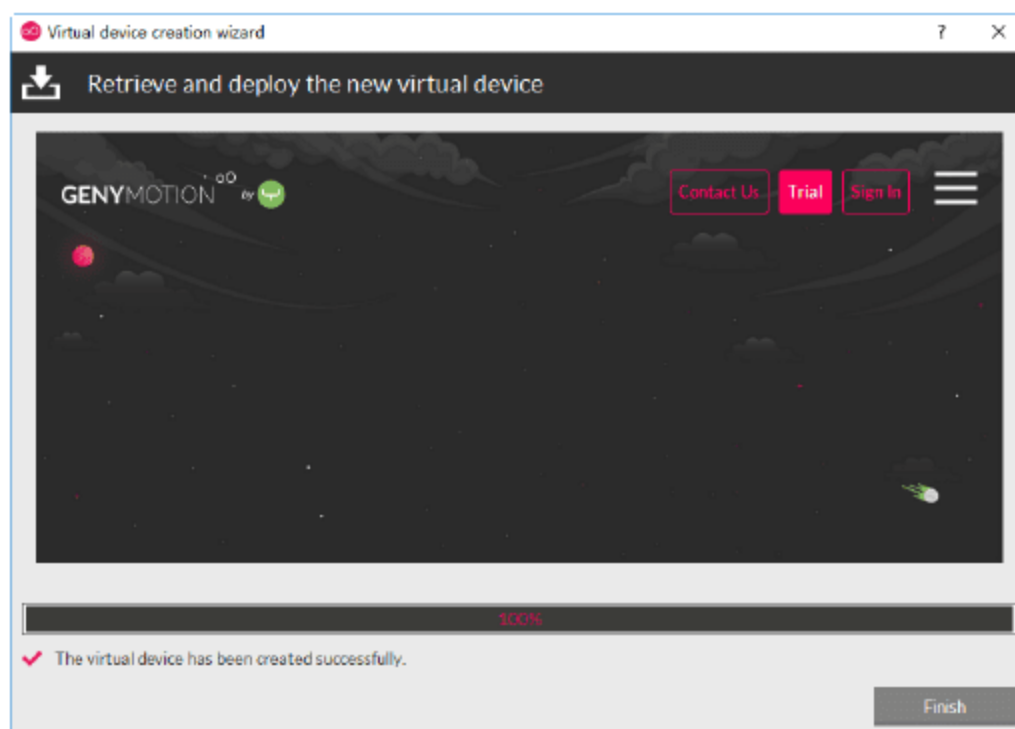 Virtual device creation wizard ?
Retrieve and deploy the new virtual device
GENYMOTION by
Contact Us Trial Sign In
100%
The virtual device has been created successfully.
Finish